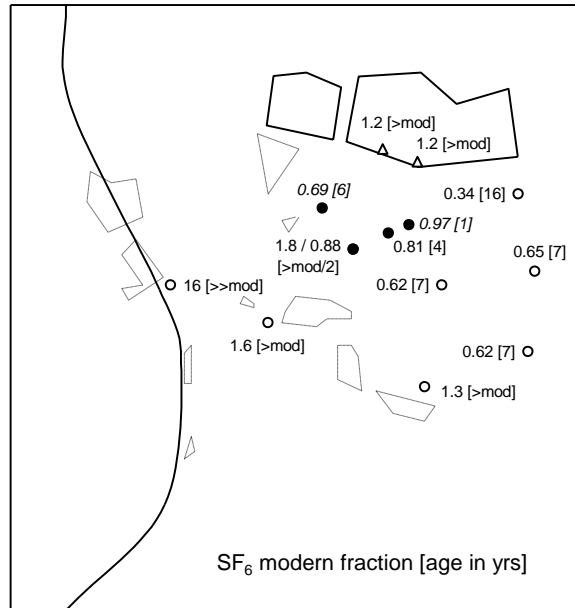 1.2 [>mod]
1.2 [>mod]
0.69 [6]
0.34 [16]
0.97 [1]
1.8 / 0.88
[>mod/2]
0.81 [4]
0.65 [7]
16 [>>mod]
0.62 [7]
1.6 [>mod]
0.62 [7]
1.3 [>mod]
SF₆ modern fraction [age in yrs]